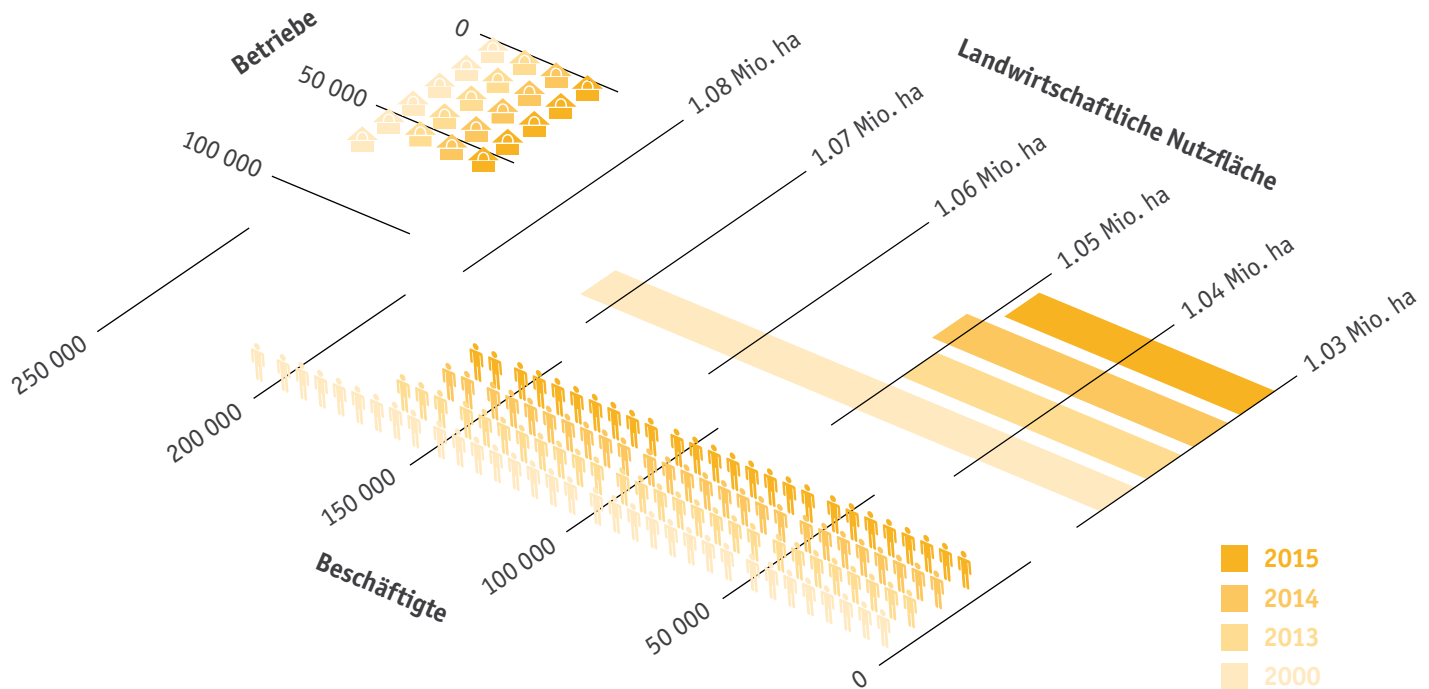 Betriebe
0
50 000
100 000
Landwirtschaftliche Nutzfläche
1.08 Mio. ha
1.07 Mio. ha
1.06 Mio. ha
1.05 Mio. ha
1.04 Mio. ha
1.03 Mio. ha
250 000
200 000
150 000
100 000
50 000
0
Beschäftigte
2015
2014
2013
2000